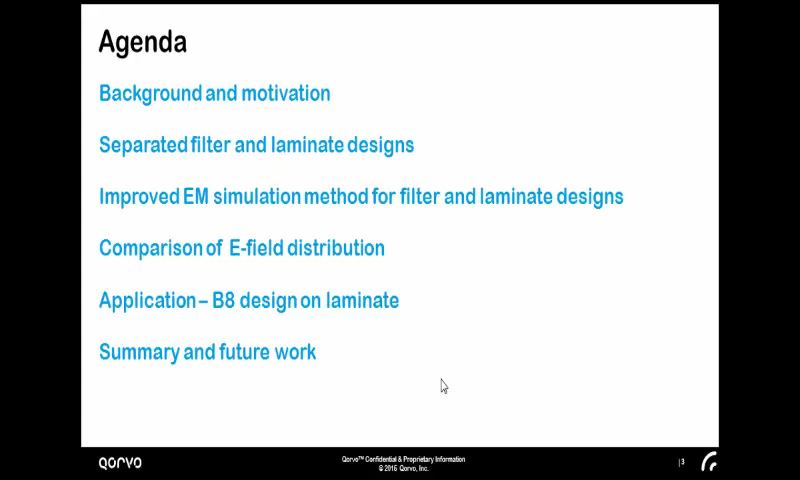 Agenda
Background and motivation
Separated filter and laminate designs
Improved EM simulation method for filter and laminate designs
Comparison of E-field distribution
Application – B8 design on laminate
Summary and future work
QORVO
Qorvo™ Confidential & Proprietary Information
© 2016 Qorvo, Inc.
|3